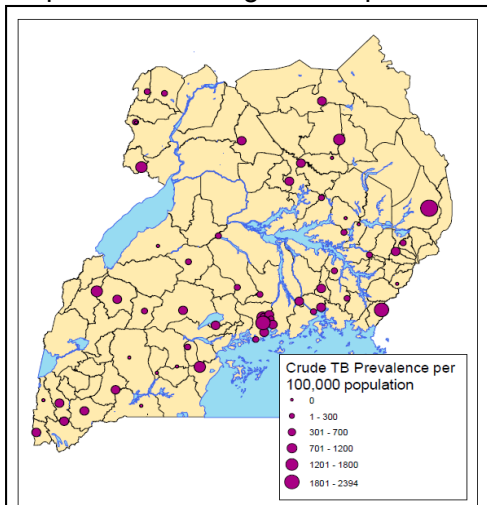 Crude TB Prevalence per
100,000 population
0
1 - 300
301 - 700
701 - 1200
1201 - 1800
1801 - 2394